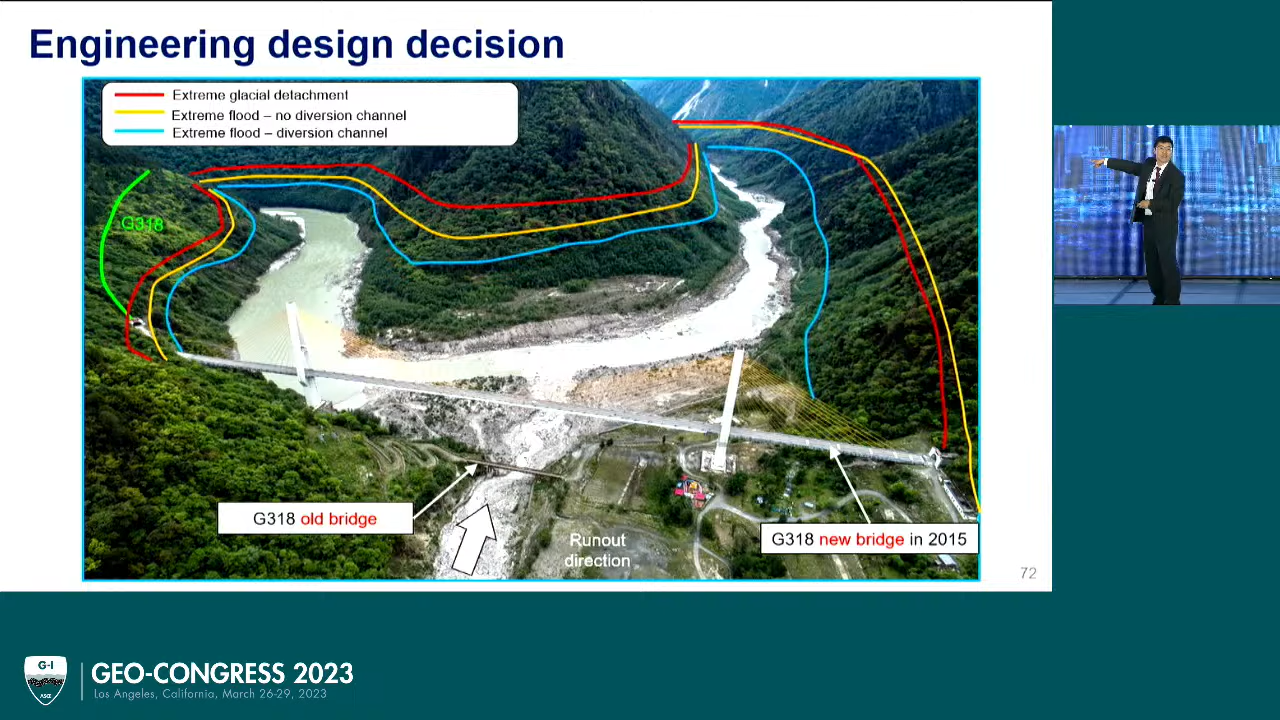 Engineering design decision
Extreme glacial detachment
Extreme flood – no diversion channel
Extreme flood – diversion channel
G318
G318 old bridge
Runout
direction
G318 new bridge in 2015
72
G-I
ASCE
GEO-CONGRESS 2023
Los Angeles, California, March 26-29, 2023